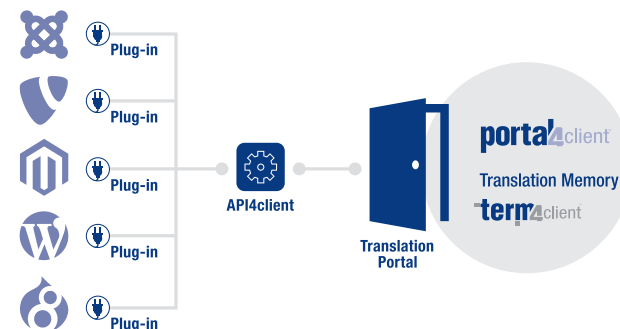 Plug-in
Plug-in
Plug-in
Plug-in
Plug-in
API4client
Translation
Portal
portal4client
Translation Memory
term4client